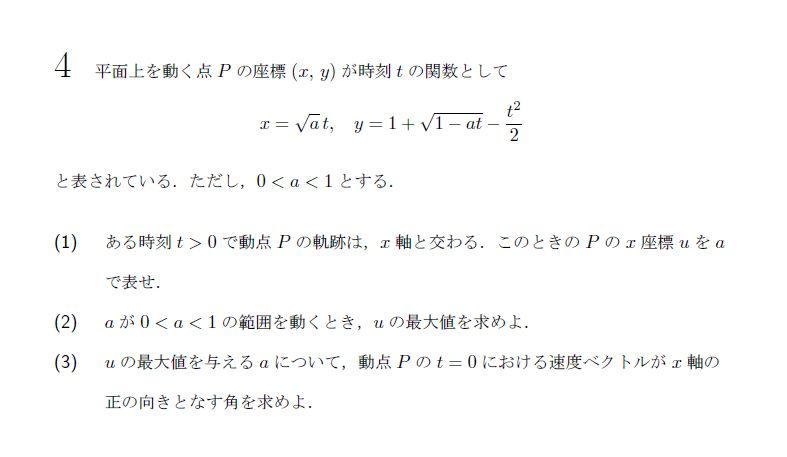 4 平面上を動く点 P の座標 (x, y) が時刻 t の関数として
x = √a t, y = 1 + √(1 − at) − t²/2
と表されている．ただし，0 < a < 1 とする．
(1) ある時刻 t > 0 で動点 P の軌跡は，x 軸と交わる．このときの P の x 座標 u を a
で表せ．
(2) a が 0 < a < 1 の範囲を動くとき，u の最大値を求めよ．
(3) u の最大値を与える a について，動点 P の t = 0 における速度ベクトルが x 軸の
正の向きとなす角を求めよ．